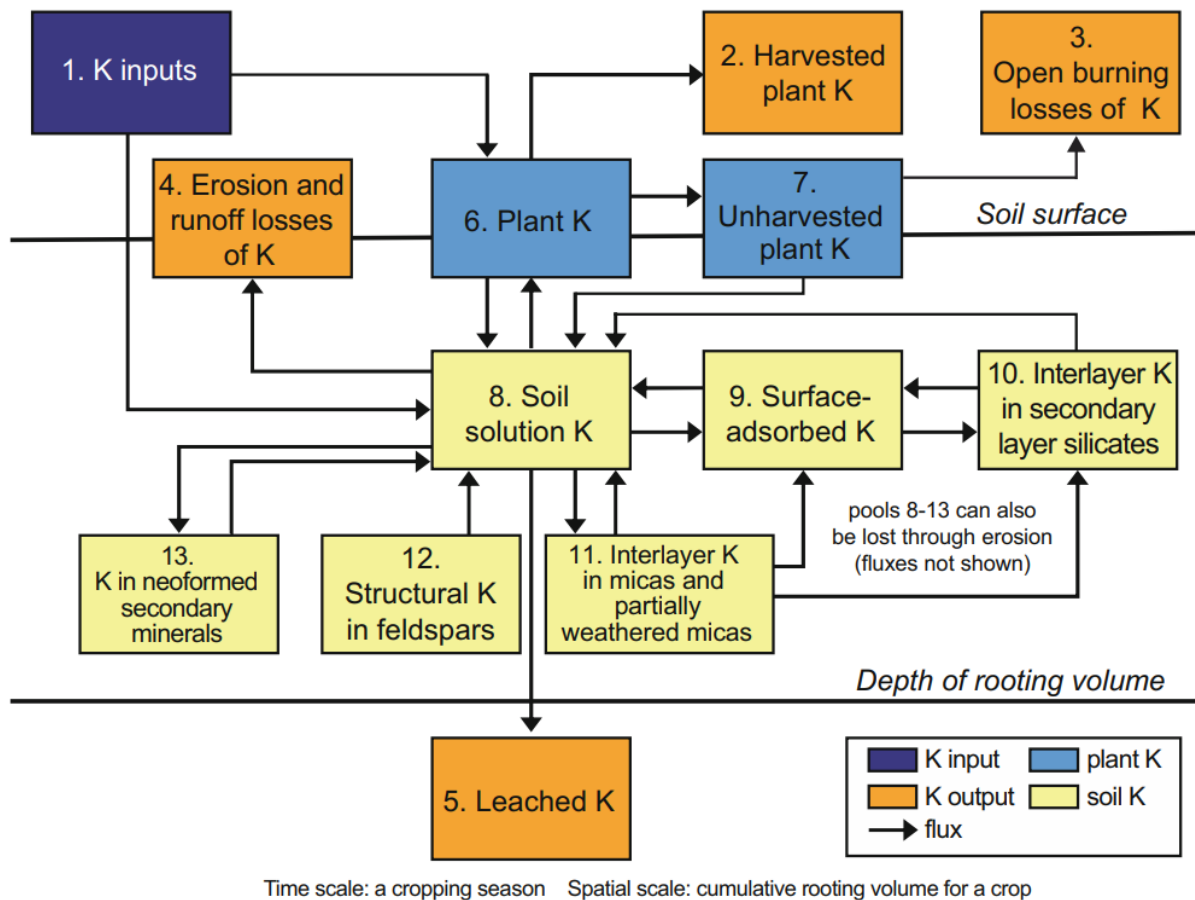 1. K inputs
2. Harvested
plant K
3.
Open burning
losses of K
4. Erosion and
runoff losses
of K
6. Plant K
7.
Unharvested
plant K
Soil surface
8. Soil
solution K
9. Surface-
adsorbed K
10. Interlayer K
in secondary
layer silicates
pools 8-13 can also
be lost through erosion
(fluxes not shown)
13.
K in neoformed
secondary
minerals
12.
Structural K
in feldspars
11. Interlayer K
in micas and
partially
weathered micas
Depth of rooting volume
5. Leached K
K input
plant K
K output
soil K
flux
Time scale: a cropping season Spatial scale: cumulative rooting volume for a crop